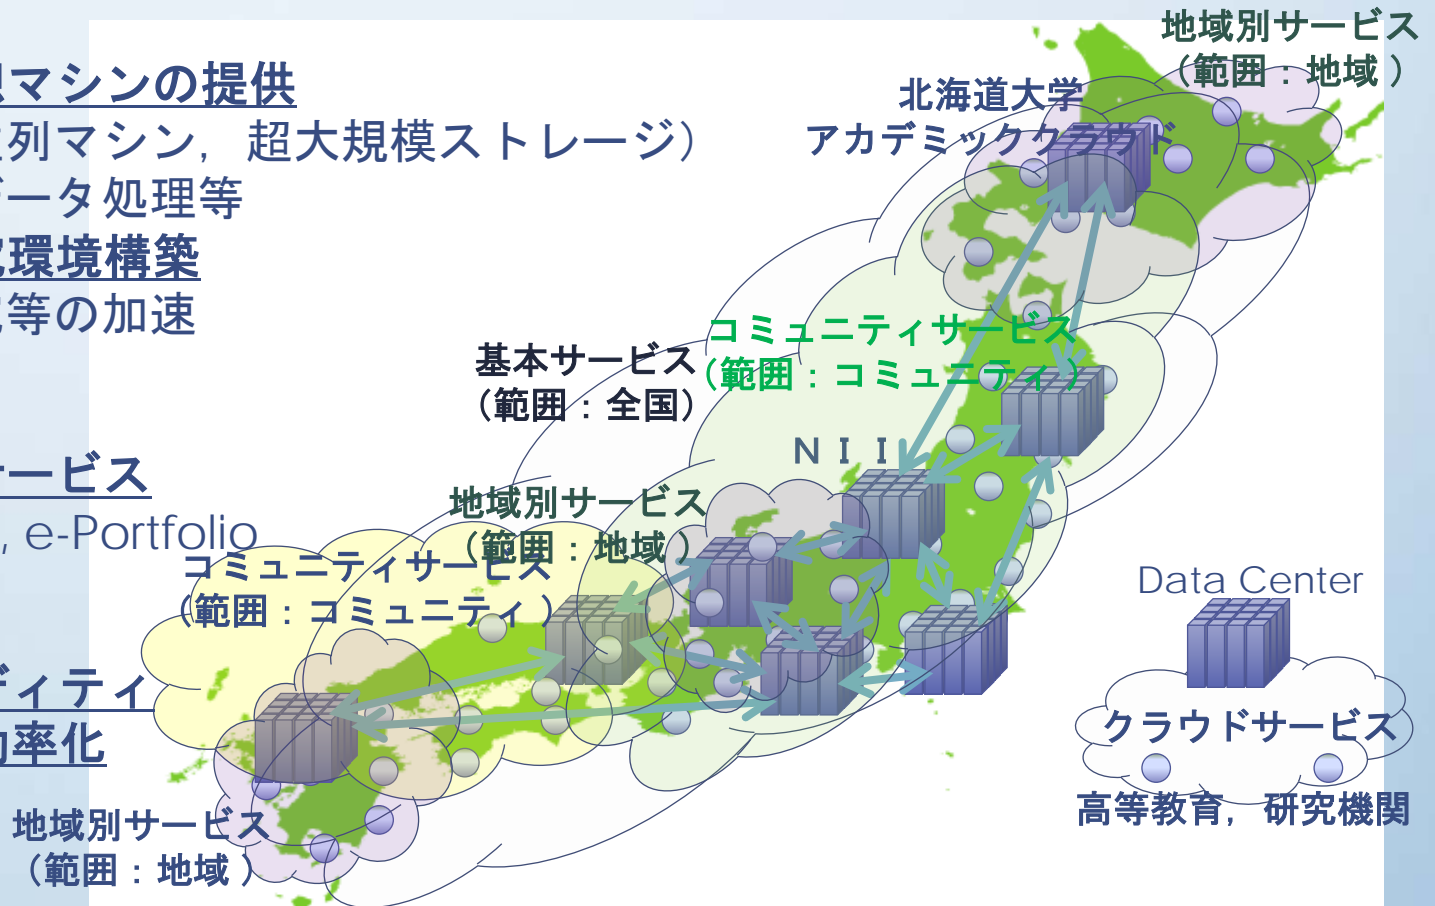 マシンの提供
列マシン，超大規模ストレージ）
ータ処理等
環境構築
等の加速
ービス
, e-Portfolio
ティティ
率化
地域別サービス
（範囲：地域 ）
北海道大学
アカデミッククラウド
コミュニティサービス
（範囲：コミュニティ ）
基本サービス
（範囲：全国）
ＮＩＩ
地域別サービス
（範囲：地域 ）
コミュニティサービス
（範囲：コミュニティ ）
地域別サービス
（範囲：地域 ）
Data Center
クラウドサービス
高等教育，研究機関